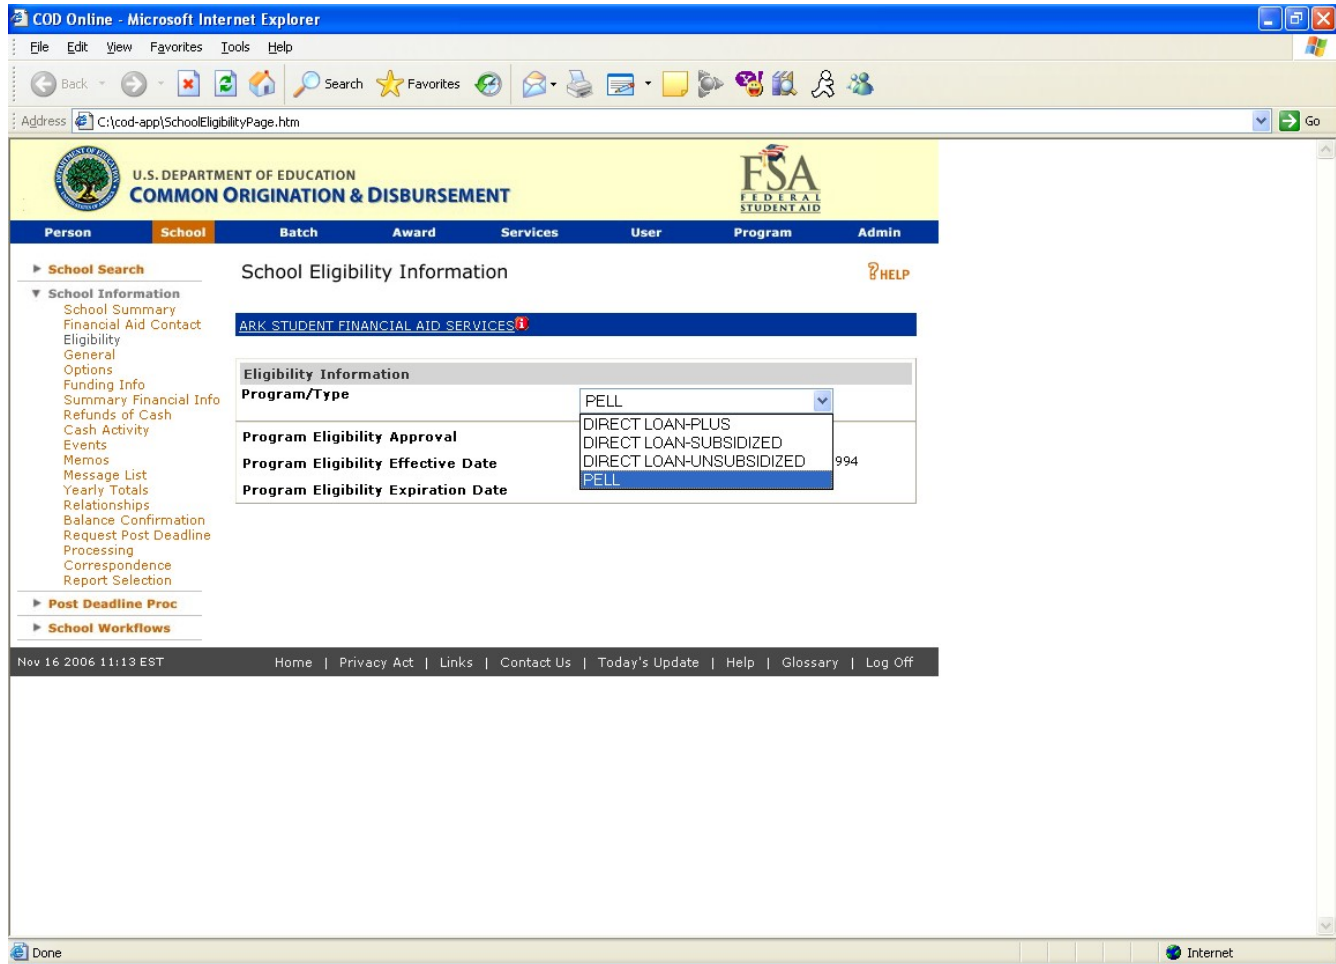 COD Online - Microsoft Internet Explorer
File Edit View Favorites Tools Help
Back Search Favorites
Address C:\cod-app\SchoolEligibilityPage.htm Go
U.S. DEPARTMENT OF EDUCATION
COMMON ORIGINATION & DISBURSEMENT
FSA
FEDERAL
STUDENT AID
Person School Batch Award Services User Program Admin
School Search
School Information
School Summary
Financial Aid Contact
Eligibility
General
Options
Funding Info
Summary Financial Info
Refunds of Cash
Cash Activity
Events
Memos
Message List
Yearly Totals
Relationships
Balance Confirmation
Request Post Deadline
Processing
Correspondence
Report Selection
Post Deadline Proc
School Workflows
School Eligibility Information
HELP
ARK STUDENT FINANCIAL AID SERVICES
Eligibility Information
Program/Type PELL
DIRECT LOAN-PLUS
DIRECT LOAN-SUBSIDIZED
DIRECT LOAN-UNSUBSIDIZED
PELL
Program Eligibility Approval
Program Eligibility Effective Date 994
Program Eligibility Expiration Date
Nov 16 2006 11:13 EST Home | Privacy Act | Links | Contact Us | Today's Update | Help | Glossary | Log Off
Done Internet